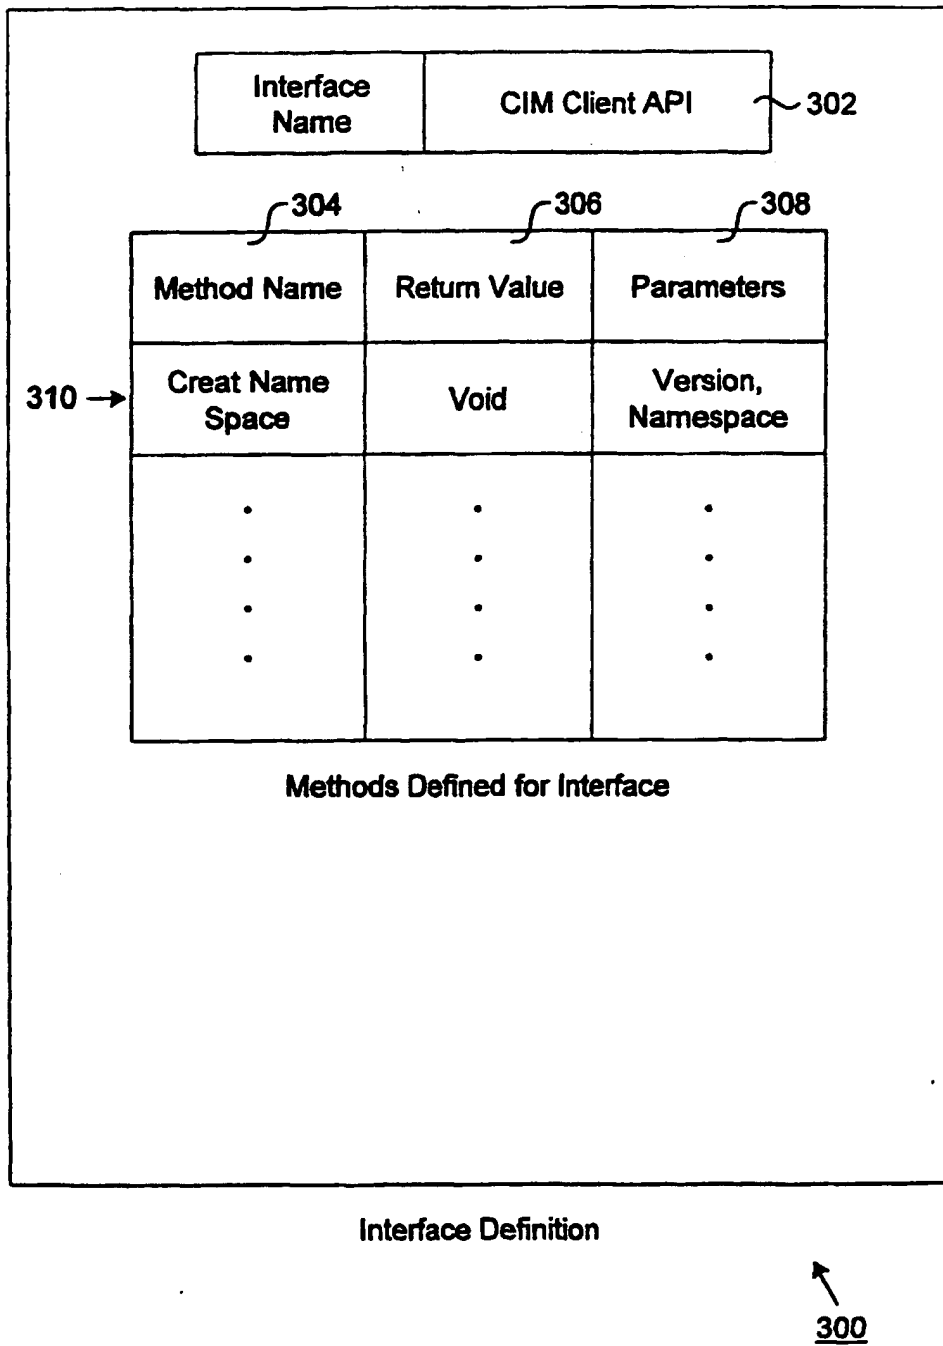 Interface
Name
CIM Client API
302
304
306
308
Method Name
Return Value
Parameters
310
Creat Name
Space
Void
Version,
Namespace
Methods Defined for Interface
Interface Definition
300